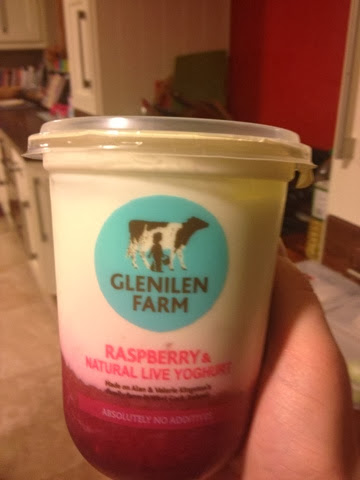 GLENILEN
FARM
RASPBERRY &
NATURAL LIVE YOGHURT
Made on Alan & Valerie Kingston's
ABSOLUTELY NO ADDITIVES